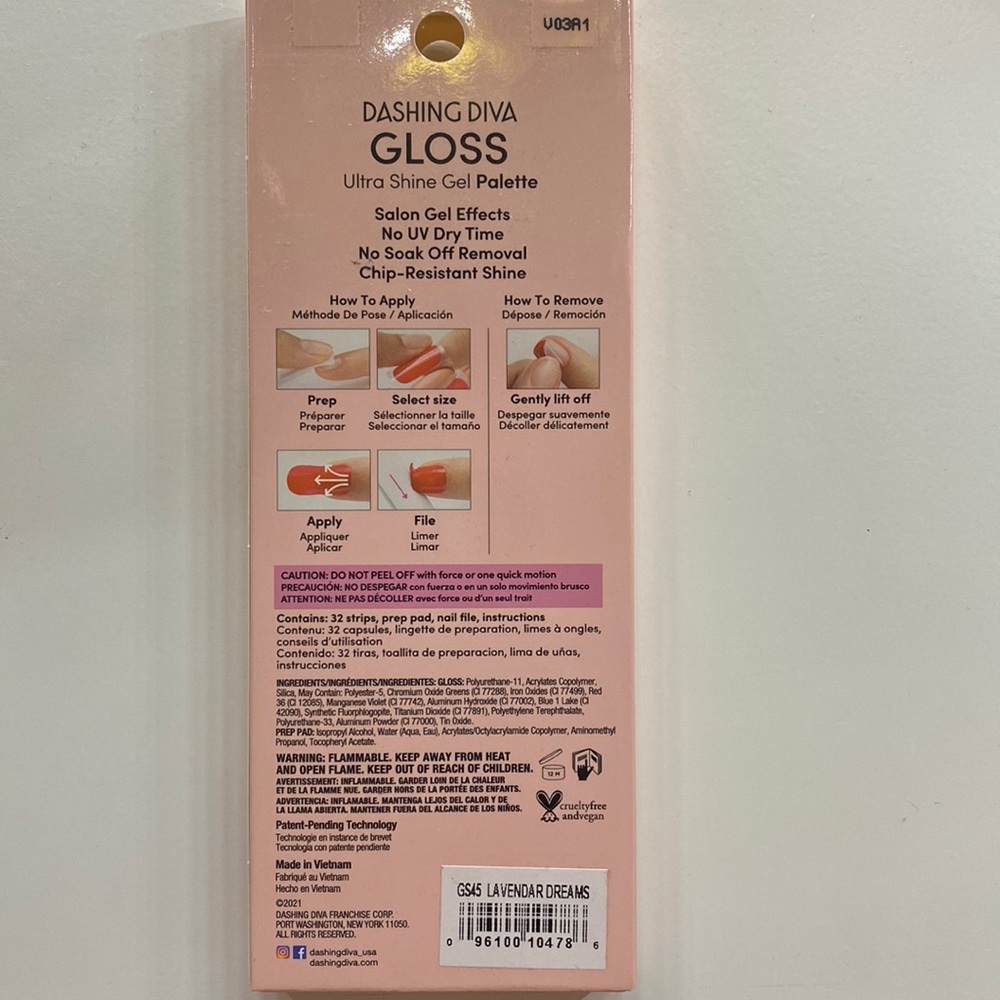 V03A1
DASHING DIVA
GLOSS
Ultra Shine Gel Palette
Salon Gel Effects
No UV Dry Time
No Soak Off Removal
Chip-Resistant Shine
How To Apply
Méthode De Pose / Aplicación
Prep
Préparer
Preparar
Select size
Sélectionner la taille
Seleccionar el tamaño
Apply
Appliquer
Aplicar
File
Limer
Limar
How To Remove
Dépose / Remoción
Gently lift off
Despegar suavemente
Décoller délicatement
CAUTION: DO NOT PEEL OFF with force or one quick motion
PRECAUCIÓN: NO DESPEGAR con fuerza o en un solo movimiento brusco
ATTENTION: NE PAS DÉCOLLER avec force ou d'un seul trait
Contains: 32 strips, prep pad, nail file, instructions
Contenu: 32 capsules, lingette de preparation, limes à ongles,
conseils d'utilisation
Contenido: 32 tiras, toallita de preparacion, lima de uñas,
instrucciones
INGREDIENTS/INGRÉDIENTS/INGREDIENTES: GLOSS: Polyurethane-11, Acrylates Copolymer,
Silica, May Contain: Polyester-5, Chromium Oxide Greens (CI 77288), Iron Oxides (CI 77499), Red
36 (CI 12085), Manganese Violet (CI 77742), Aluminum Hydroxide (CI 77002), Blue 1 Lake (CI
42090), Synthetic Fluorphlogopite, Titanium Dioxide (CI 77891), Polyethylene Terephthalate,
Polyurethane-33, Aluminum Powder (CI 77000), Tin Oxide.
PREP PAD: Isopropyl Alcohol, Water (Aqua, Eau), Acrylates/Octylacrylamide Copolymer, Aminomethyl
Propanol, Tocopheryl Acetate.
WARNING: FLAMMABLE. KEEP AWAY FROM HEAT
AND OPEN FLAME. KEEP OUT OF REACH OF CHILDREN.
AVERTISSEMENT: INFLAMMABLE. GARDER LOIN DE LA CHALEUR
ET DE LA FLAMME NUE. GARDER HORS DE LA PORTÉE DES ENFANTS.
ADVERTENCIA: INFLAMABLE. MANTENGA LEJOS DEL CALOR Y DE
LA LLAMA ABIERTA. MANTENER FUERA DEL ALCANCE DE LOS NIÑOS.
12 M
crueltyfree
andvegan
Patent-Pending Technology
Technologie en instance de brevet
Tecnología con patente pendiente
Made in Vietnam
Fabriqué au Vietnam
Hecho en Vietnam
©2021
DASHING DIVA FRANCHISE CORP.
PORT WASHINGTON, NEW YORK 11050.
ALL RIGHTS RESERVED.
dashingdiva_usa
dashingdiva.com
GS45 LAVENDAR DREAMS
0 96100 10478 6